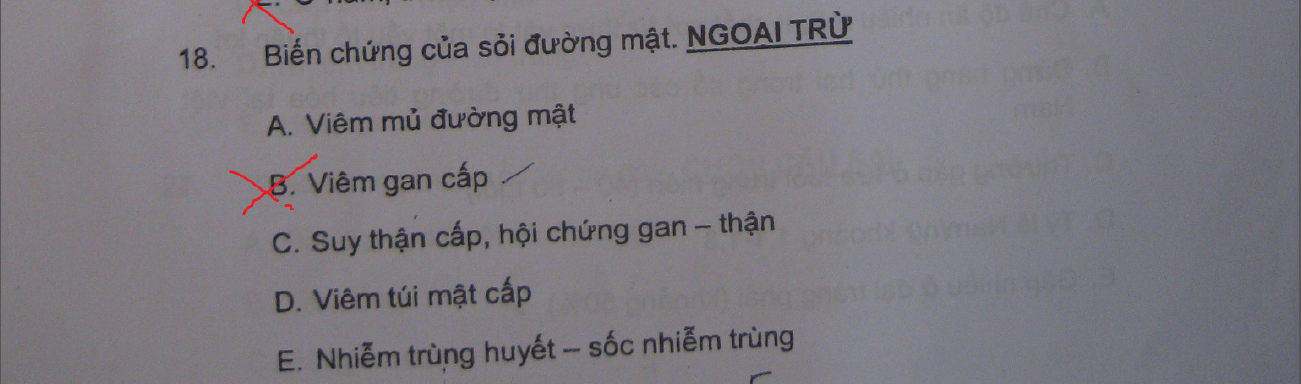 18. Biến chứng của sỏi đường mật. NGOẠI TRỪ
A. Viêm mủ đường mật
B. Viêm gan cấp
C. Suy thận cấp, hội chứng gan – thận
D. Viêm túi mật cấp
E. Nhiễm trùng huyết – sốc nhiễm trùng